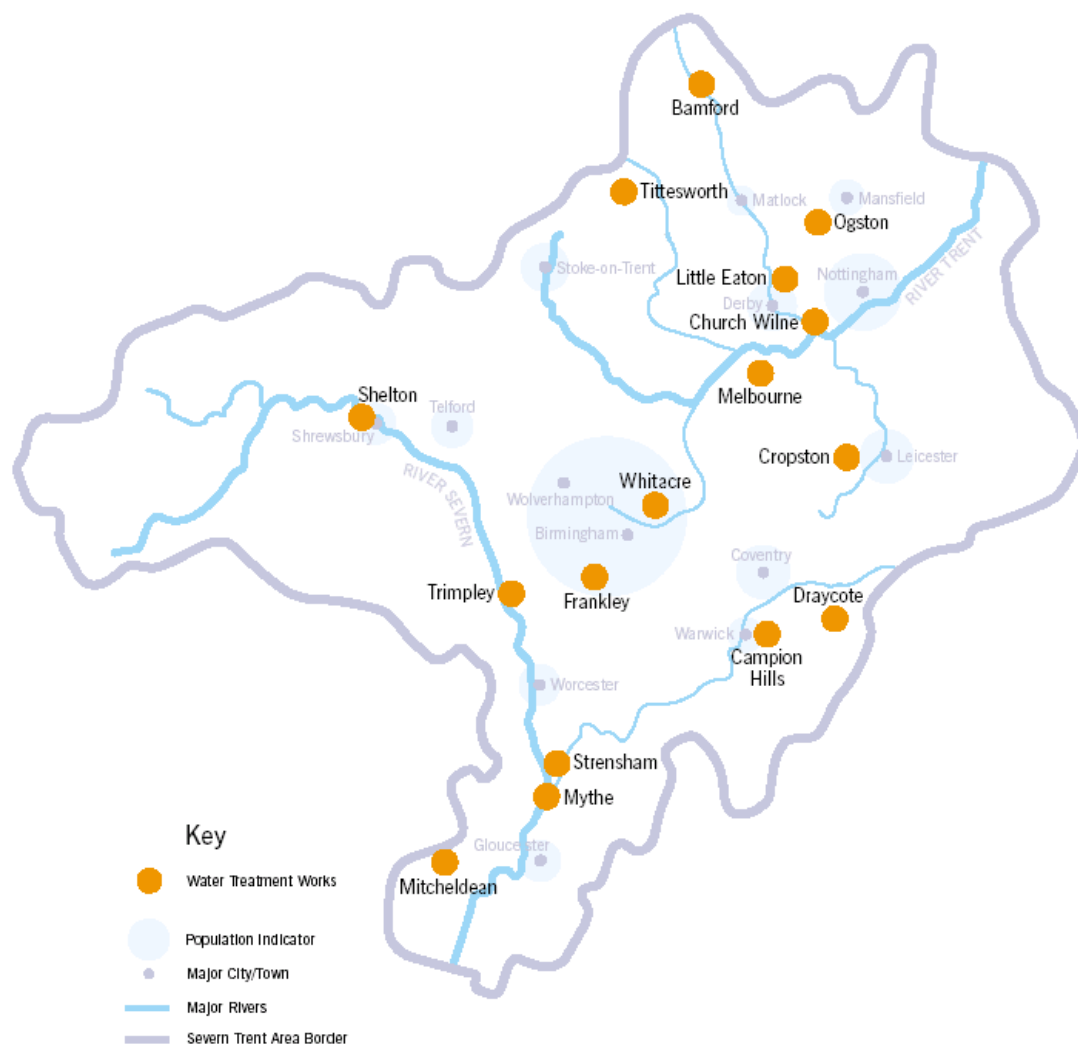 Bamford
Tittesworth
Matlock
Mansfield
Ogston
Stoke-on-Trent
Little Eaton
Nottingham
RIVER TRENT
Derby
Church Wilne
Melbourne
Shelton
Telford
Shrewsbury
Cropston
Leicester
RIVER SEVERN
Whitacre
Wolverhampton
Birmingham
Coventry
Trimpley
Frankley
Draycote
Warwick
Campion
Hills
Worcester
Strensham
Mythe
Gloucester
Mitcheldean
Key
Water Treatment Works
Population Indicator
Major City/Town
Major Rivers
Severn Trent Area Border